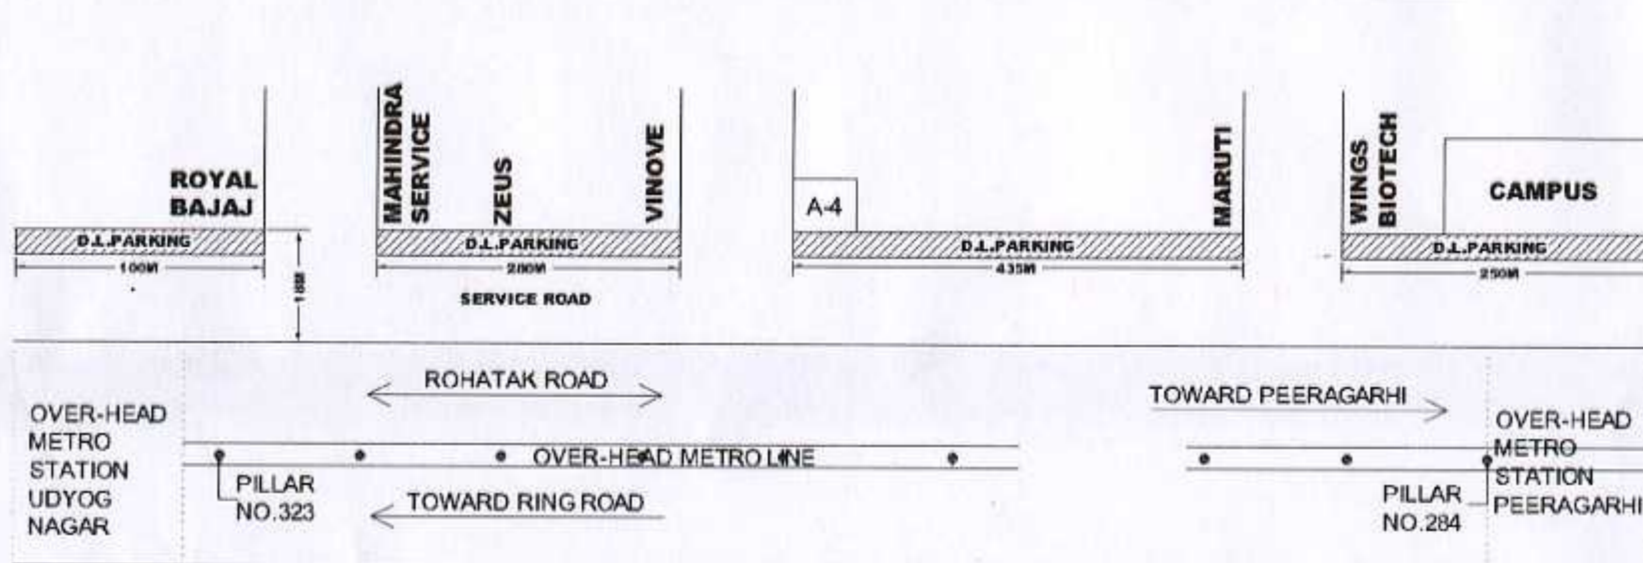 ROYAL
BAJAJ
MAHINDRA
SERVICE
ZEUS
VINOVE
A-4
MARUTI
WINGS
BIOTECH
CAMPUS
D.L.PARKING
D.L.PARKING
D.L.PARKING
D.L.PARKING
100M
280M
435M
250M
SERVICE ROAD
ROHATAK ROAD
TOWARD PEERAGARHI
OVER-HEAD
METRO
STATION
UDYOG
NAGAR
OVER-HEAD METRO LINE
OVER-HEAD
METRO
STATION
PEERAGARHI
PILLAR
NO.323
TOWARD RING ROAD
PILLAR
NO.284